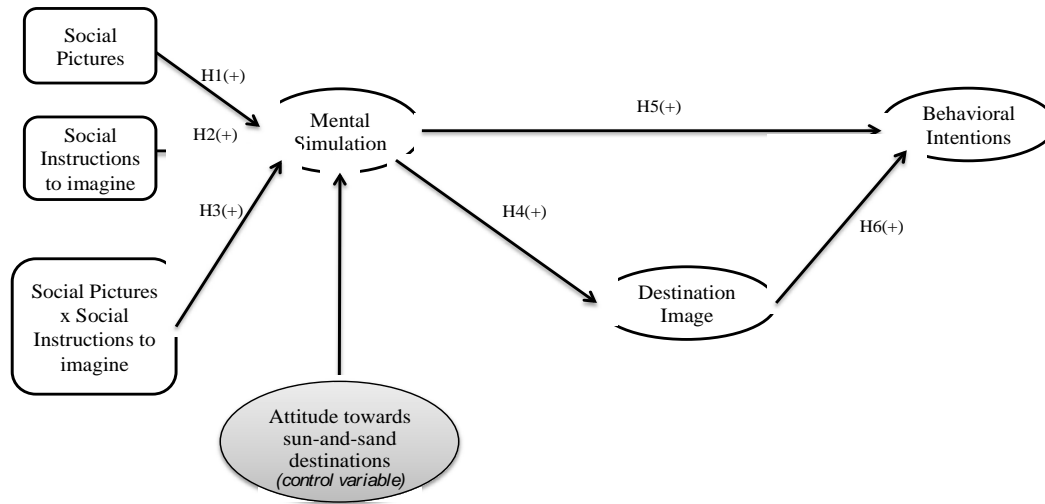 Social
Pictures
H1(+)
Social
Instructions
to imagine
H2(+)
Mental
Simulation
H5(+)
Behavioral
Intentions
H3(+)
H4(+)
H6(+)
Social Pictures
x Social
Instructions to
imagine
Destination
Image
Attitude towards
sun-and-sand
destinations
(control variable)